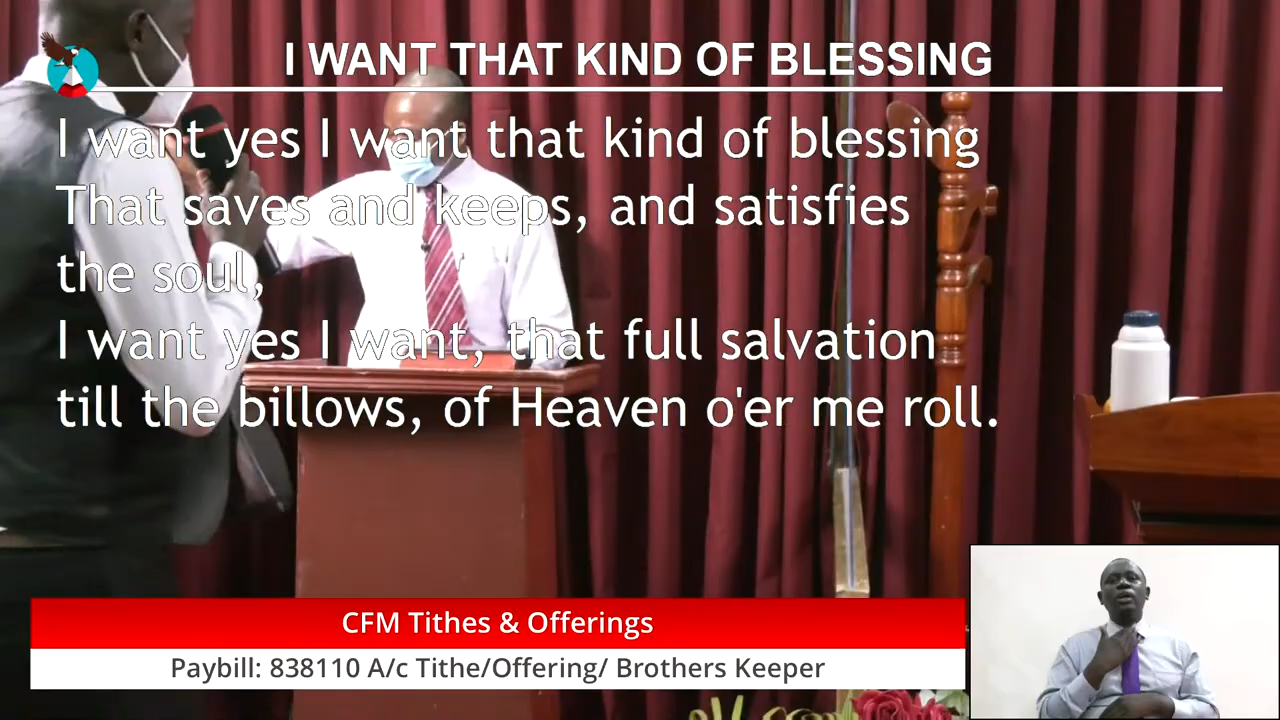 I WANT THAT KIND OF BLESSING
I want yes I want that kind of blessing
That saves and keeps, and satisfies
the soul,
I want yes I want, that full salvation
till the billows, of Heaven o'er me roll.
CFM Tithes & Offerings
Paybill: 838110 A/c Tithe/Offering/ Brothers Keeper